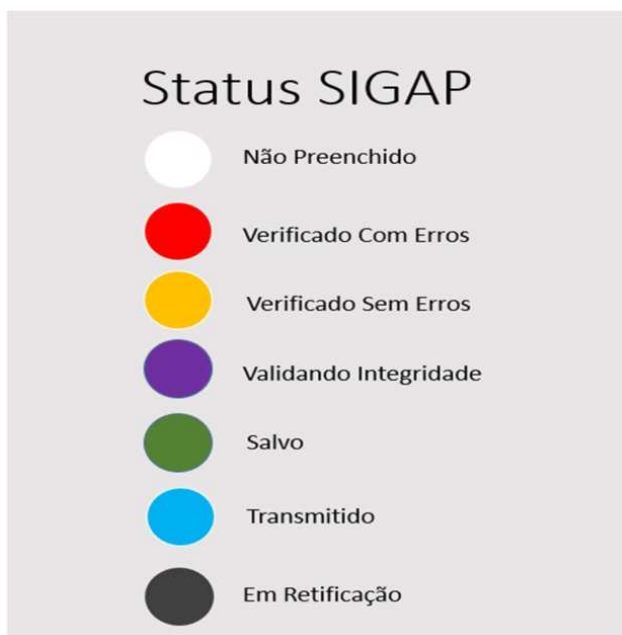 Status SIGAP
Não Preenchido
Verificado Com Erros
Verificado Sem Erros
Validando Integridade
Salvo
Transmitido
Em Retificação